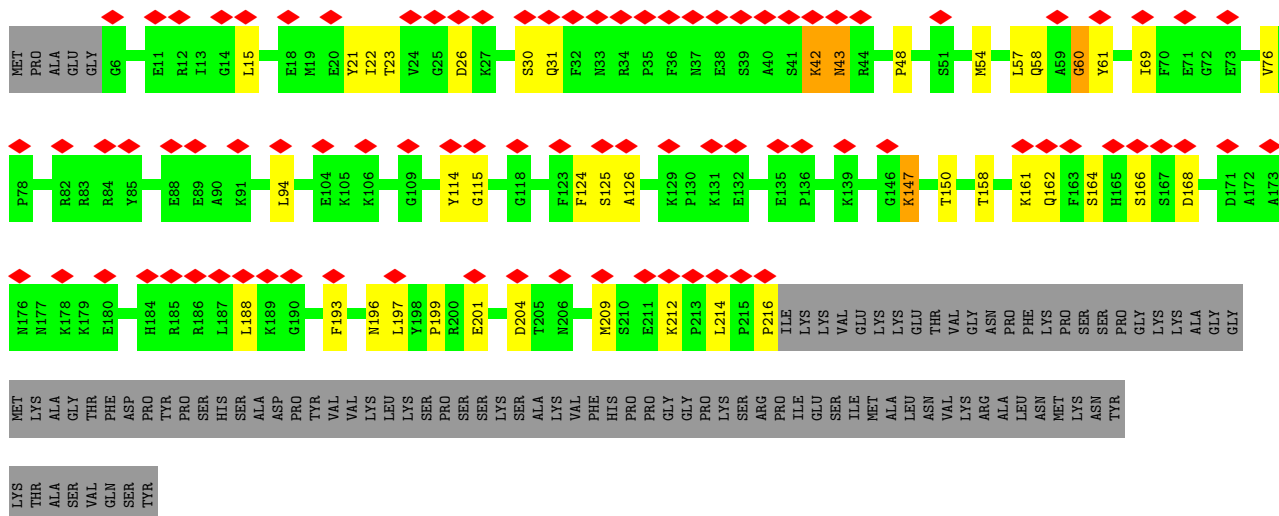 MET PRO ALA GLU GLY G6 E11 R12 I13 G14 L15 E18 M19 E20 Y21 I22 T23 V24 G25 D26 K27 S30 Q31 F32 N33 R34 P35 F36 N37 E38 S39 A40 S41 K42 N43 R44 P48 S51 M54 L57 Q58 A59 G60 Y61 I69 F70 E71 G72 E73 V76
P78 R82 R83 R84 Y85 E88 E89 A90 K91 L94 E104 K105 K106 G109 Y114 G115 G118 F123 F124 S125 A126 K129 P130 K131 E132 E135 P136 K139 G146 K147 T150 T158 K161 Q162 F163 S164 H165 S166 S167 D168 D171 A172 A173
N176 N177 K178 K179 E180 H184 R185 R186 L187 L188 K189 G190 F193 N196 L197 Y198 P199 R200 E201 D204 T205 N206 M209 S210 E211 K212 P213 L214 P215 P216 ILE LYS LYS VAL GLU LYS LYS GLU THR VAL GLY ASN PRO PHE LYS PRO SER SER PRO GLY LYS LYS ALA GLY GLY
MET LYS ALA GLY THR PHE ASP PRO TYR PRO SER HIS SER ALA ASP PRO TYR VAL VAL LYS LEU LYS SER PRO SER SER LYS SER ALA LYS VAL PHE HIS PRO PRO GLY GLY PRO LYS SER ARG PRO ILE GLU SER ILE MET ALA LEU ASN VAL LYS ARG ALA LEU ASN MET LYS ASN TYR
LYS THR ALA SER VAL GLN SER TYR